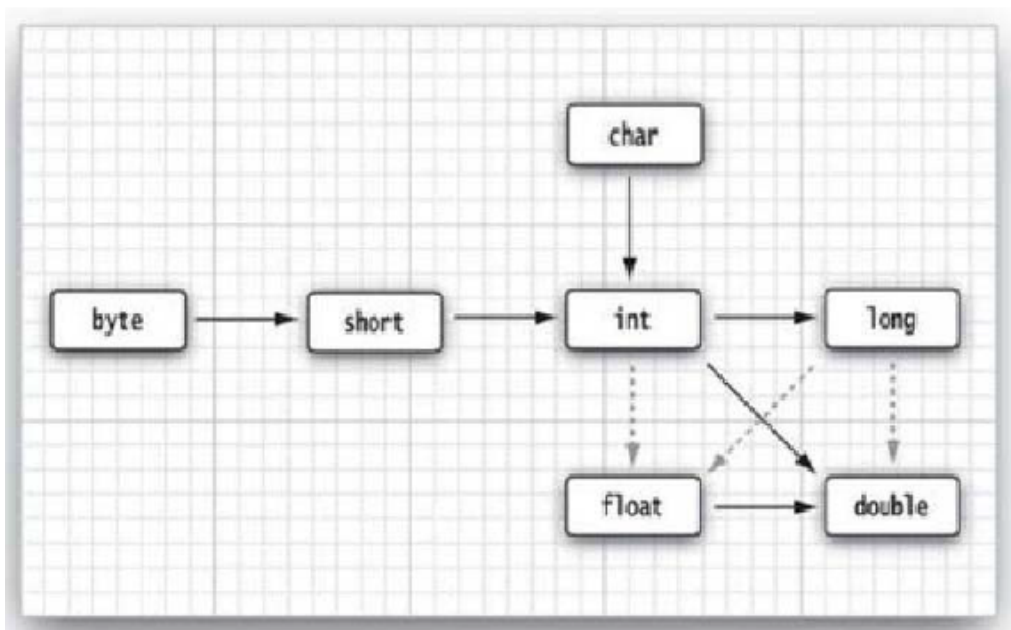 char
byte
short
int
long
float
double